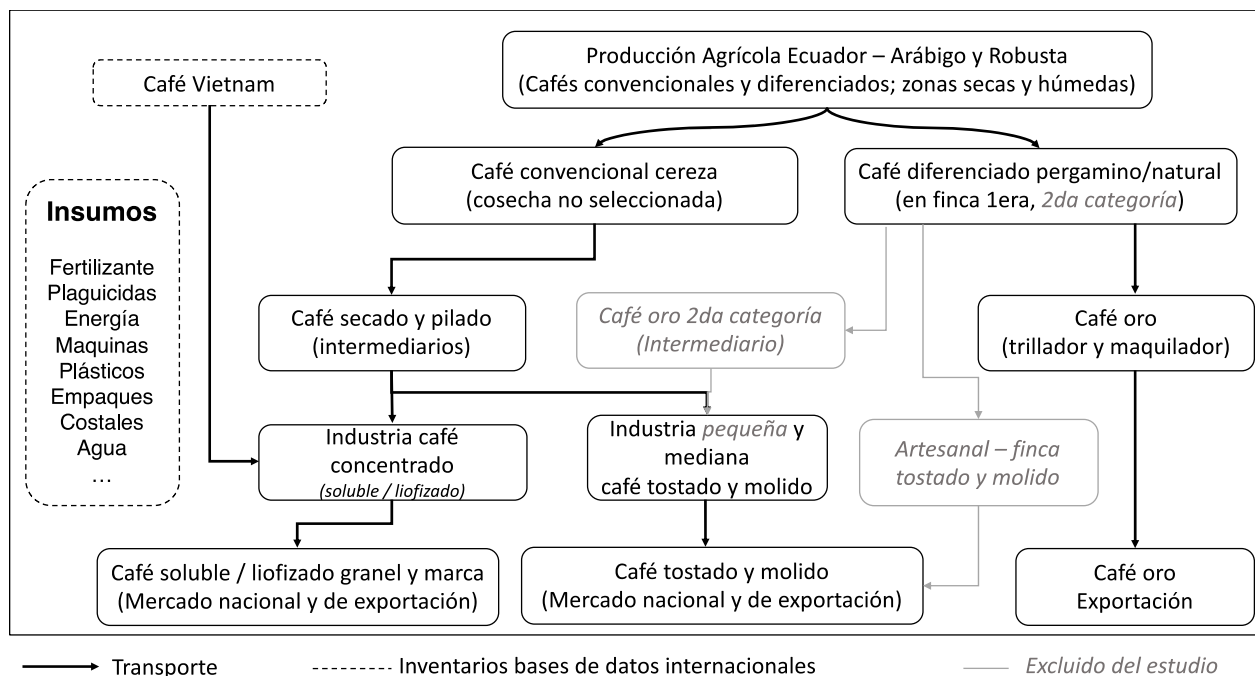 Producción Agrícola Ecuador – Arábigo y Robusta
(Cafés convencionales y diferenciados; zonas secas y húmedas)
Café Vietnam
Café convencional cereza
(cosecha no seleccionada)
Café diferenciado pergamino/natural
(en finca 1era, 2da categoría)
Insumos
Fertilizante
Plaguicidas
Energía
Maquinas
Plásticos
Empaques
Costales
Agua
…
Café secado y pilado
(intermediarios)
Café oro 2da categoría
(Intermediario)
Café oro
(trillador y maquilador)
Industria café
concentrado
(soluble / liofizado)
Industria pequeña y
mediana
café tostado y molido
Artesanal – finca
tostado y molido
Café soluble / liofizado granel y marca
(Mercado nacional y de exportación)
Café tostado y molido
(Mercado nacional y de exportación)
Café oro
Exportación
Transporte
Inventarios bases de datos internacionales
Excluido del estudio